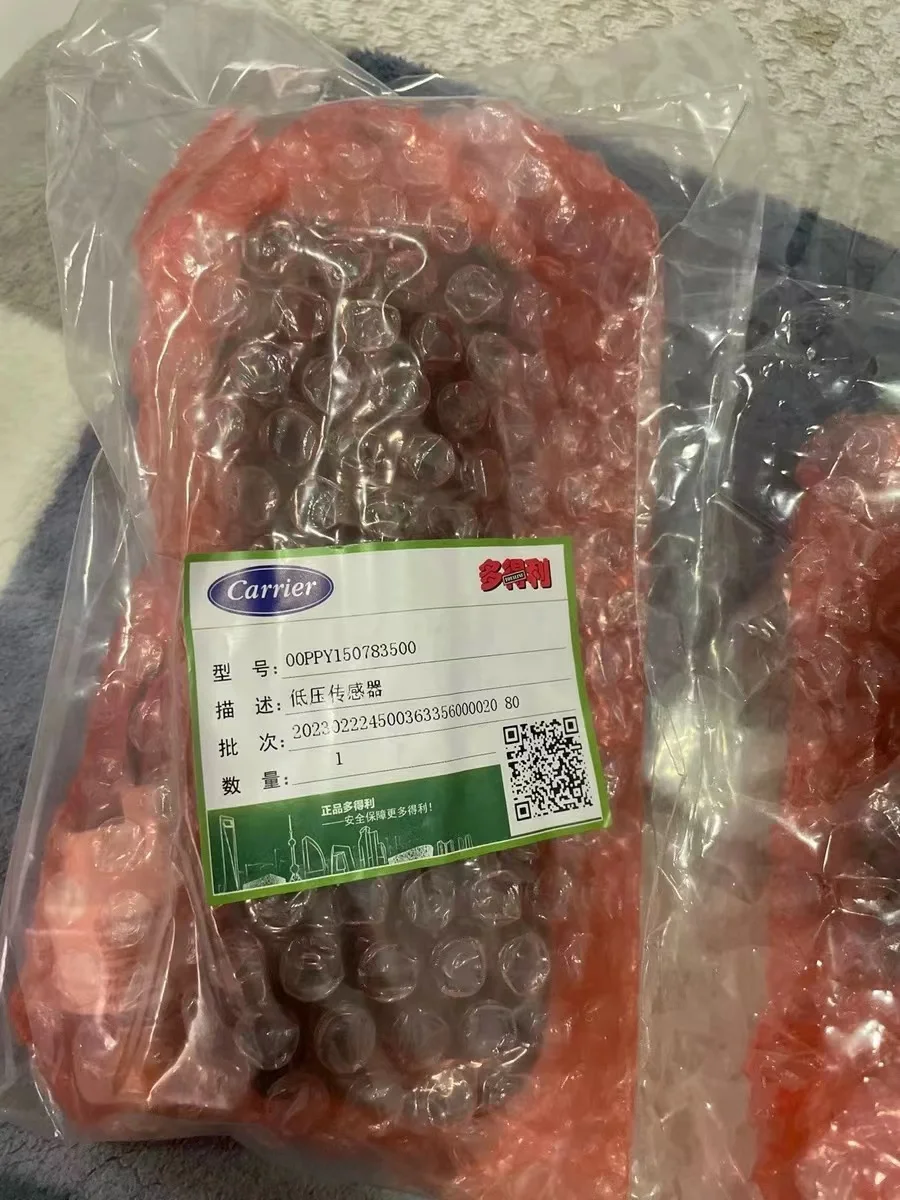 Carrier
多得利
型 号: 00PPY150783500
描 述: 低压传感器
批 次: 20230222450036335600002080
数 量: 1
正品多得利
——安全保障更多得利!